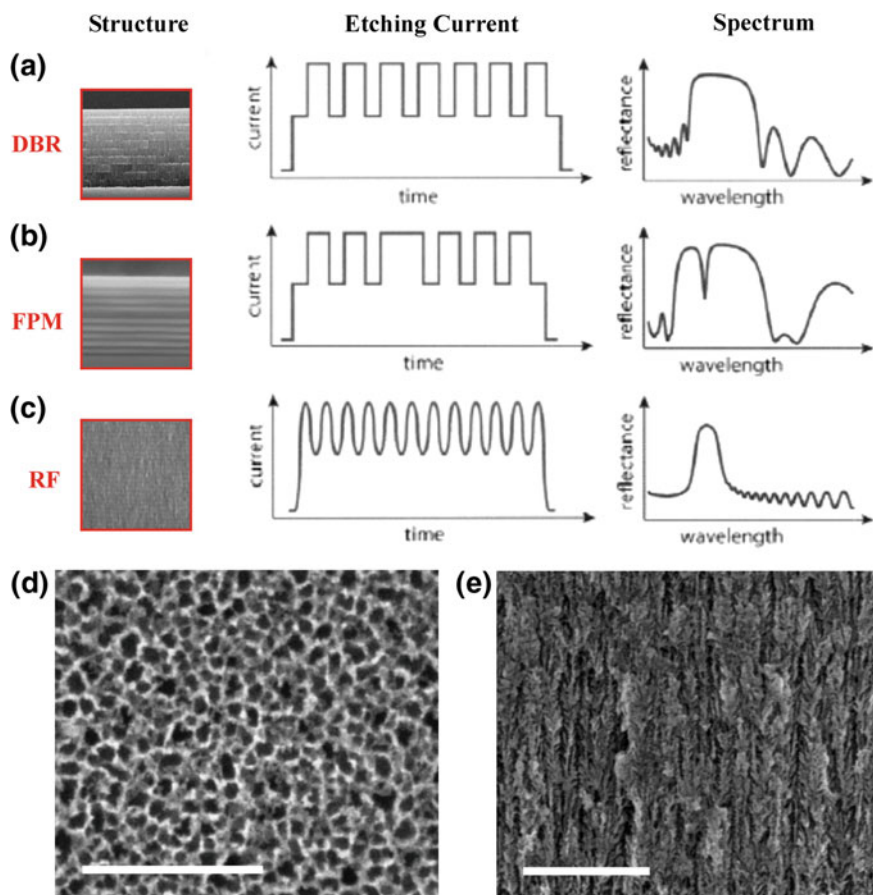 Structure Etching Current Spectrum
(a)
DBR
current
time
reflectance
wavelength
(b)
FPM
current
time
reflectance
wavelength
(c)
RF
current
time
reflectance
wavelength
(d) (e)